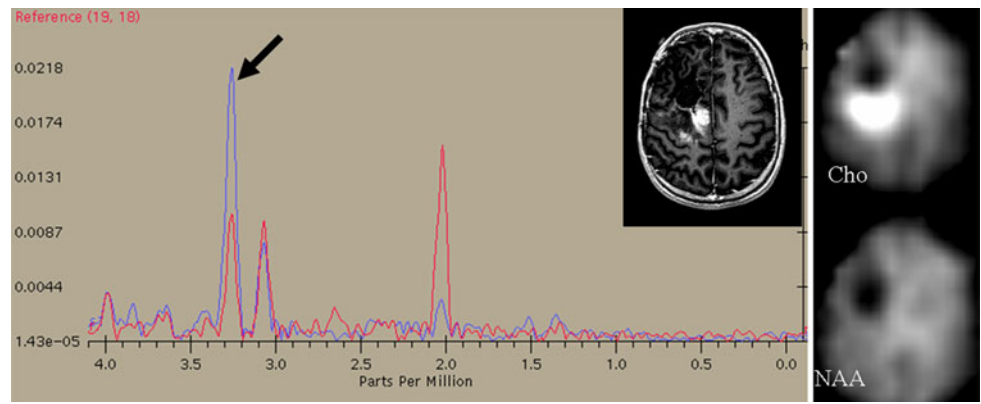 Reference (19, 18)
0.0218
0.0174
0.0131
0.0087
0.0044
1.43e-05
4.0 3.5 3.0 2.5 2.0 1.5 1.0 0.5 0.0
Parts Per Million
h
Cho
NAA